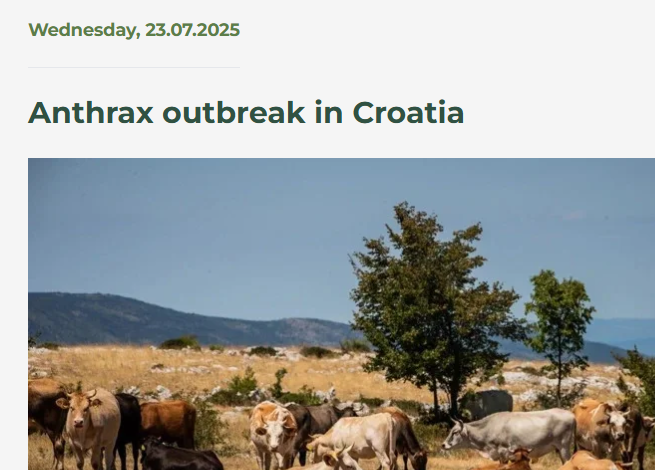 Wednesday, 23.07.2025
Anthrax outbreak in Croatia